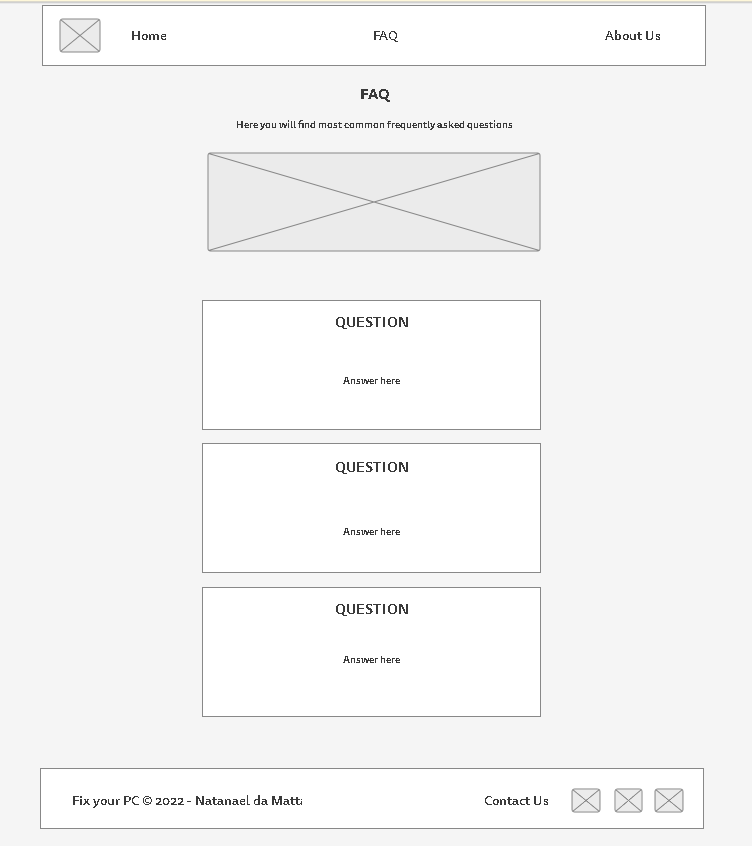 Home FAQ About Us
FAQ
Here you will find most common frequently asked questions
QUESTION
Answer here
QUESTION
Answer here
QUESTION
Answer here
Fix your PC © 2022 - Natanael da Matt
Contact Us